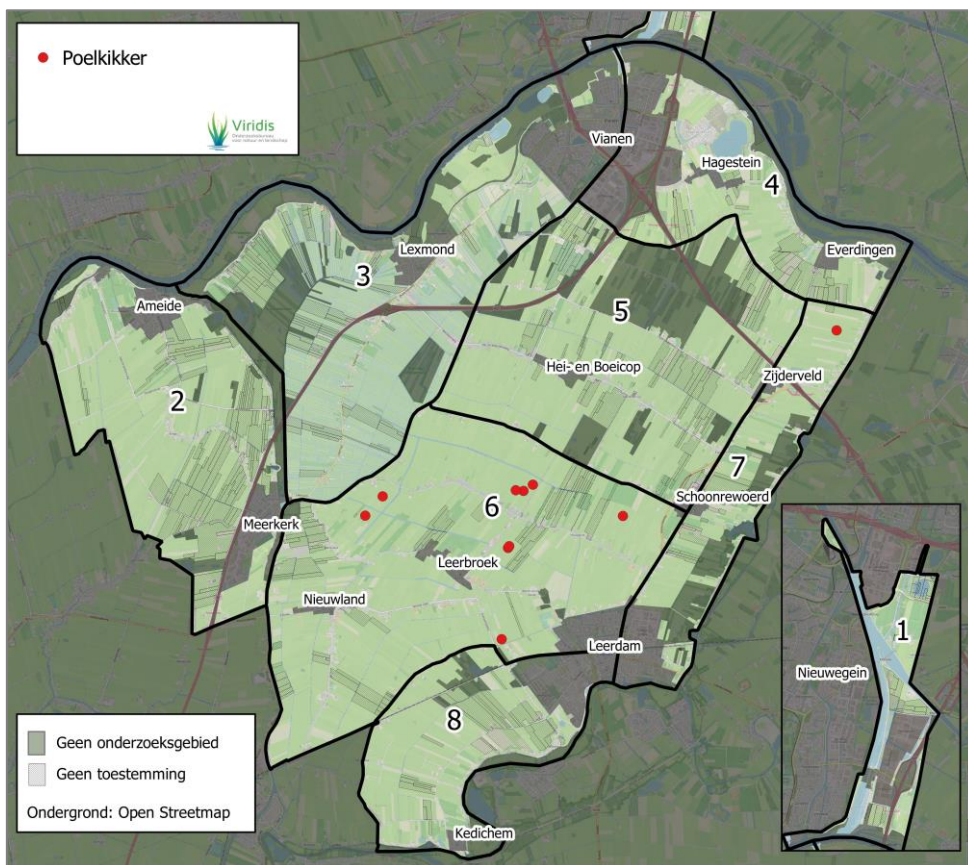 Poelkikker
Viridis
Vianen
Hagestein
4
Lexmond
3
Everdingen
Ameide
5
Hei- en Boeicop
Zijderveld
2
7
Schoonrewoerd
6
Meerkerk
Leerbroek
Nieuwland
1
Leerdam
Nieuwegein
8
Geen onderzoeksgebied
Geen toestemming
Ondergrond: Open Streetmap
Kedichem